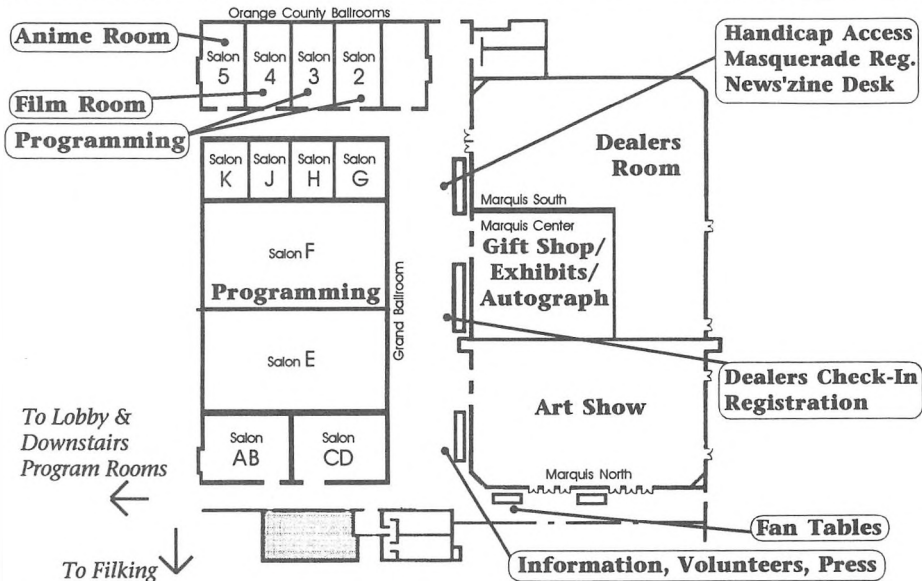 Orange County Ballrooms
Anime Room
Salon
5
Salon
4
Salon
3
Salon
2
Film Room
Programming
Handicap Access
Masquerade Reg.
News'zine Desk
Dealers
Room
Salon
K
Salon
J
Salon
H
Salon
G
Marquis South
Marquis Center
Gift Shop/
Exhibits/
Autograph
Salon F
Programming
Grand Ballroom
Salon E
Dealers Check-In
Registration
Art Show
To Lobby &
Downstairs
Program Rooms
Salon
AB
Salon
CD
Marquis North
Fan Tables
Information, Volunteers, Press
To Filking